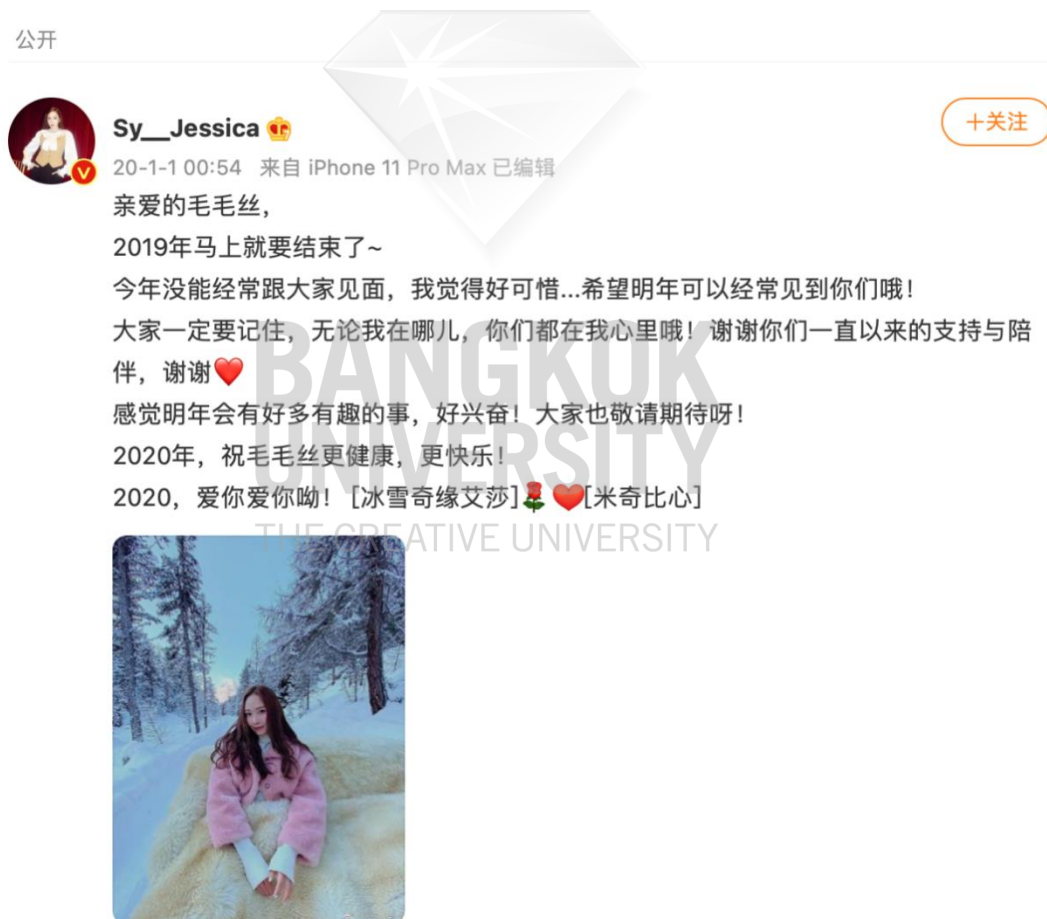 公开
Sy__Jessica
+关注
20-1-1 00:54 来自 iPhone 11 Pro Max 已编辑
亲爱的毛毛丝,
2019年马上就要结束了~
今年没能经常跟大家见面，我觉得好可惜...希望明年可以经常见到你们哦！
大家一定要记住，无论我在哪儿，你们都在我心里哦！谢谢你们一直以来的支持与陪
伴，谢谢❤️
感觉明年会有好多有趣的事，好兴奋！大家也敬请期待呀！
2020年，祝毛毛丝更健康，更快乐！
2020，爱你爱你呦！[冰雪奇缘艾莎]🌹❤️[米奇比心]
BANGKOK
UNIVERSITY
THE CREATIVE UNIVERSITY